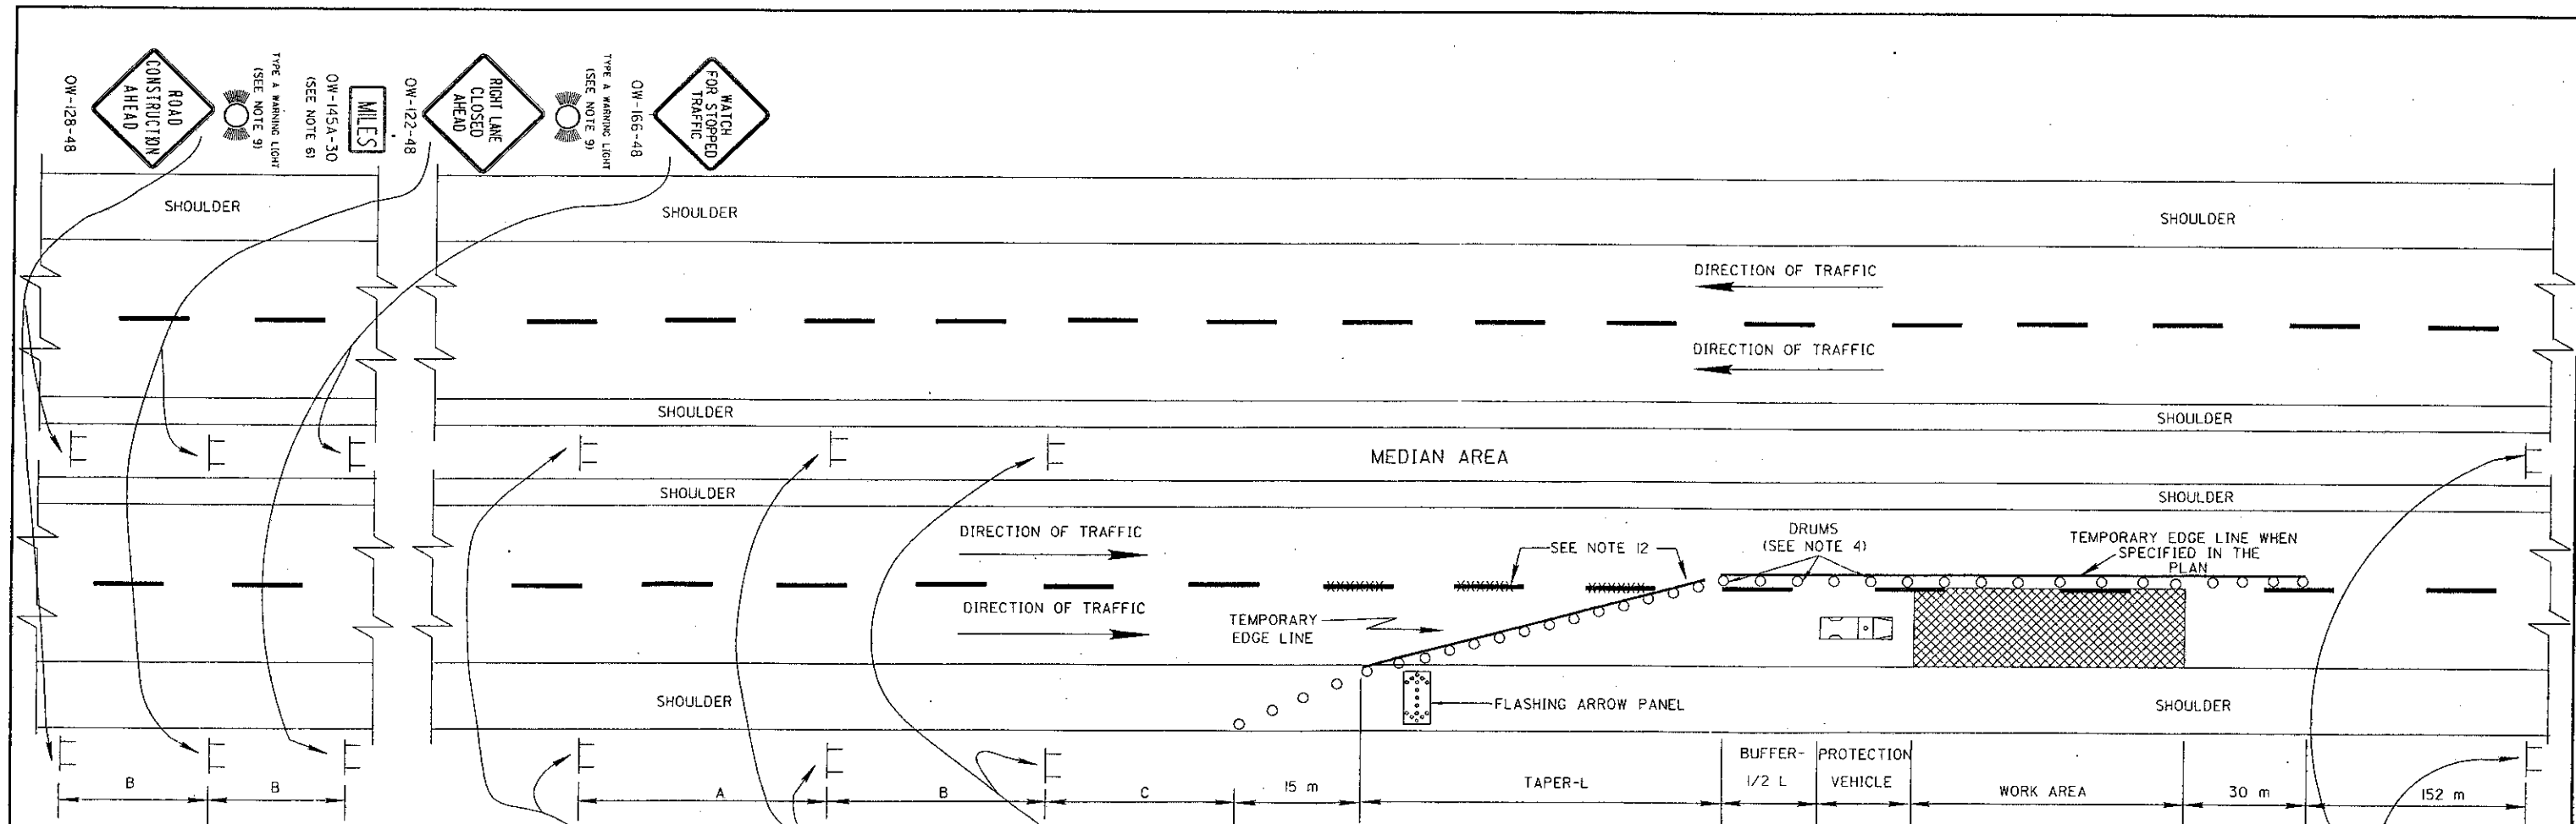 OW-128-48
ROAD
CONSTRUCTION
AHEAD
TYPE A WARNING LIGHT
(SEE NOTE 9)
OW-145A-30
(SEE NOTE 6)
MILES
OW-122-48
RIGHT LANE
CLOSED
AHEAD
TYPE A WARNING LIGHT
(SEE NOTE 9)
OW-166-48
WATCH
FOR STOPPED
TRAFFIC
SHOULDER
SHOULDER
SHOULDER
DIRECTION OF TRAFFIC
DIRECTION OF TRAFFIC
SHOULDER
SHOULDER
MEDIAN AREA
SHOULDER
SHOULDER
DIRECTION OF TRAFFIC
SEE NOTE 12
DRUMS
(SEE NOTE 4)
TEMPORARY EDGE LINE WHEN
SPECIFIED IN THE
PLAN
DIRECTION OF TRAFFIC
TEMPORARY
EDGE LINE
SHOULDER
FLASHING ARROW PANEL
SHOULDER
B
B
A
B
C
15 m
TAPER-L
BUFFER-
1/2 L
PROTECTION
VEHICLE
WORK AREA
30 m
152 m